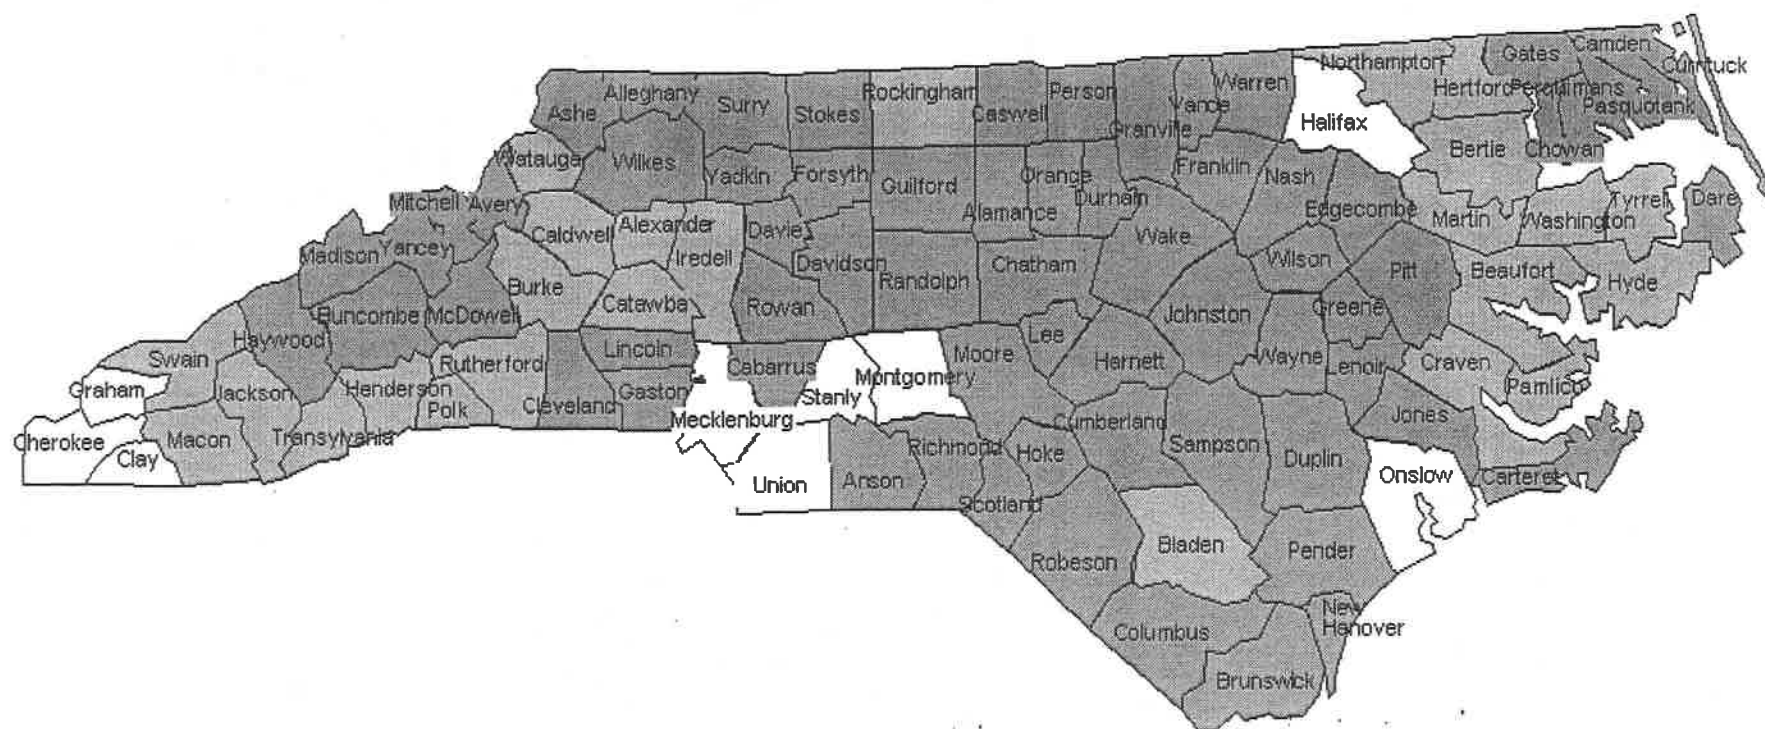 Northampton
Gates
Camden
Currituck
Hertford
Perquimans
Pasquotank
Ashe
Alleghany
Surry
Stokes
Rockingham
Caswell
Person
Granville
Vance
Warren
Halifax
Bertie
Chowan
Watauga
Wilkes
Yadkin
Forsyth
Guilford
Alamance
Orange
Durham
Franklin
Nash
Edgecombe
Martin
Washington
Tyrrell
Dare
Mitchell
Avery
Caldwell
Alexander
Iredell
Davie
Davidson
Randolph
Chatham
Wake
Wilson
Pitt
Beaufort
Hyde
Madison
Yancey
Burke
Catawba
Rowan
Johnston
Greene
Haywood
Buncombe
McDowell
Swain
Rutherford
Lincoln
Cabarrus
Stanly
Montgomery
Moore
Lee
Harnett
Wayne
Lenoir
Craven
Pamlico
Graham
Jackson
Henderson
Polk
Cleveland
Gaston
Mecklenburg
Cherokee
Clay
Macon
Transylvania
Union
Anson
Richmond
Scotland
Hoke
Cumberland
Sampson
Duplin
Jones
Onslow
Carteret
Robeson
Bladen
Pender
New
Hanover
Columbus
Brunswick